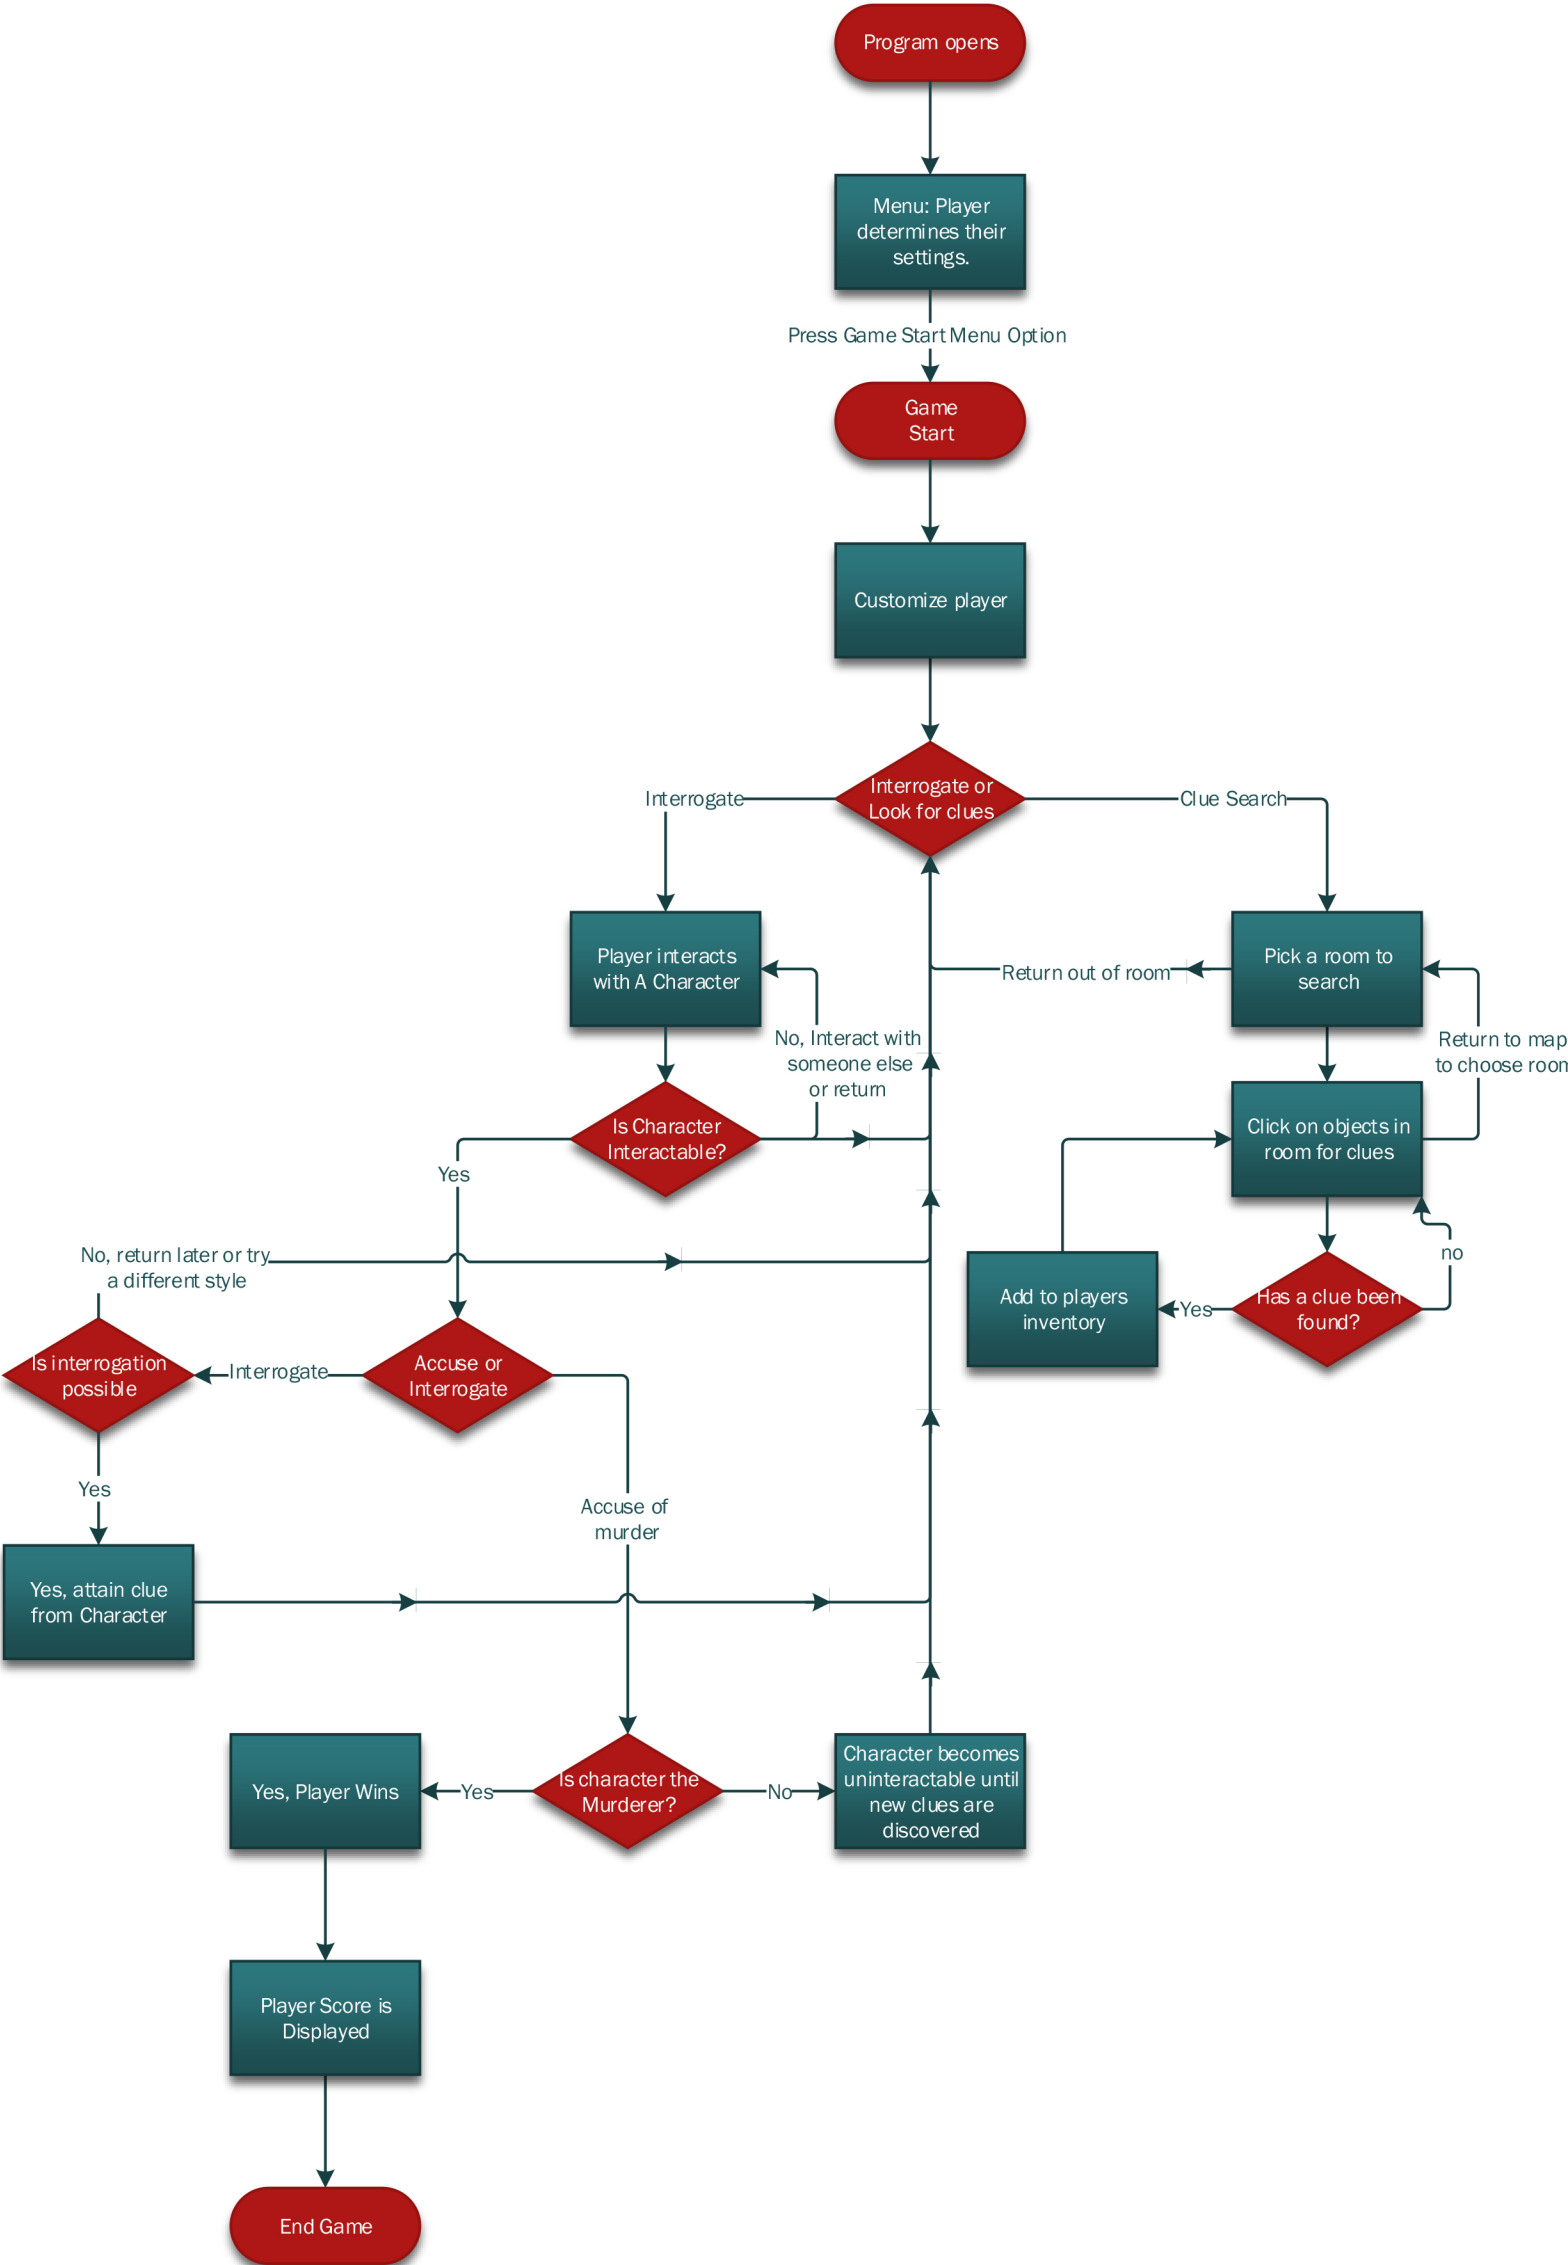 Program opens
Menu: Player
determines their
settings.
Press Game Start Menu Option
Game
Start
Customize player
Interrogate or
Look for clues
Interrogate
Clue Search
Player interacts
with A Character
Return out of room
Pick a room to
search
No, Interact with
someone else
or return
Return to map
to choose room
Is Character
Interactable?
Click on objects in
room for clues
Yes
No, return later or try
a different style
no
Add to players
inventory
Yes
Has a clue been
found?
Is interrogation
possible
Interrogate
Accuse or
Interrogate
Yes
Accuse of
murder
Yes, attain clue
from Character
Yes, Player Wins
Yes
Is character the
Murderer?
No
Character becomes
uninteractable until
new clues are
discovered
Player Score is
Displayed
End Game